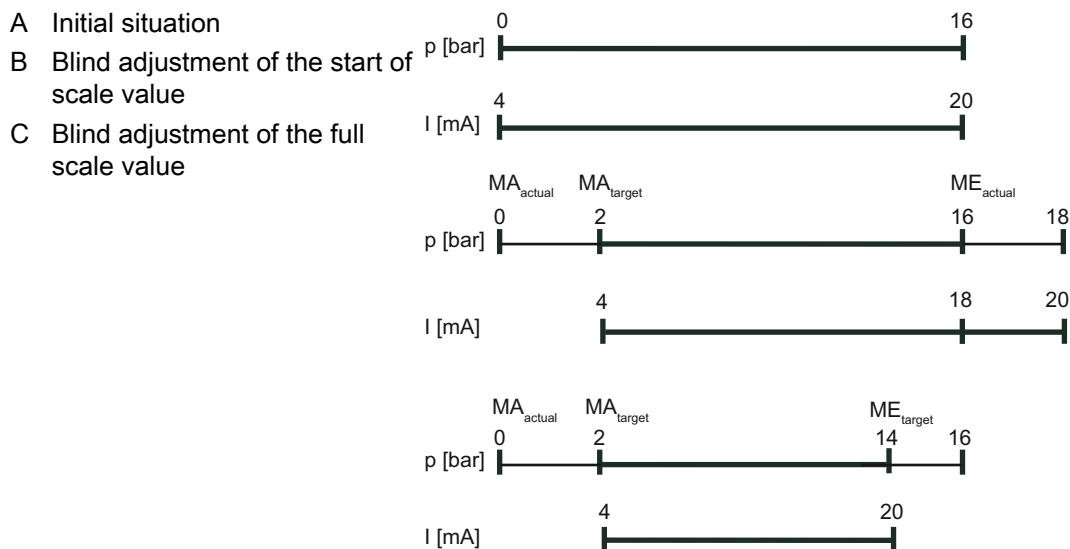 A Initial situation
B Blind adjustment of the start of
scale value
C Blind adjustment of the full
scale value
0 16
p [bar]
4 20
I [mA]
MAactual MAtarget MEactual
0 2 16 18
p [bar]
4 18 20
I [mA]
MAactual MAtarget MEtarget
0 2 14 16
p [bar]
4 20
I [mA]